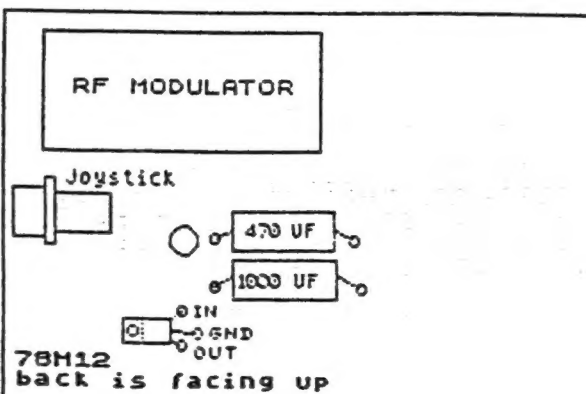 RF MODULATOR
Joystick
470 UF
1000 UF
IN
GND
OUT
78M12
back is facing up